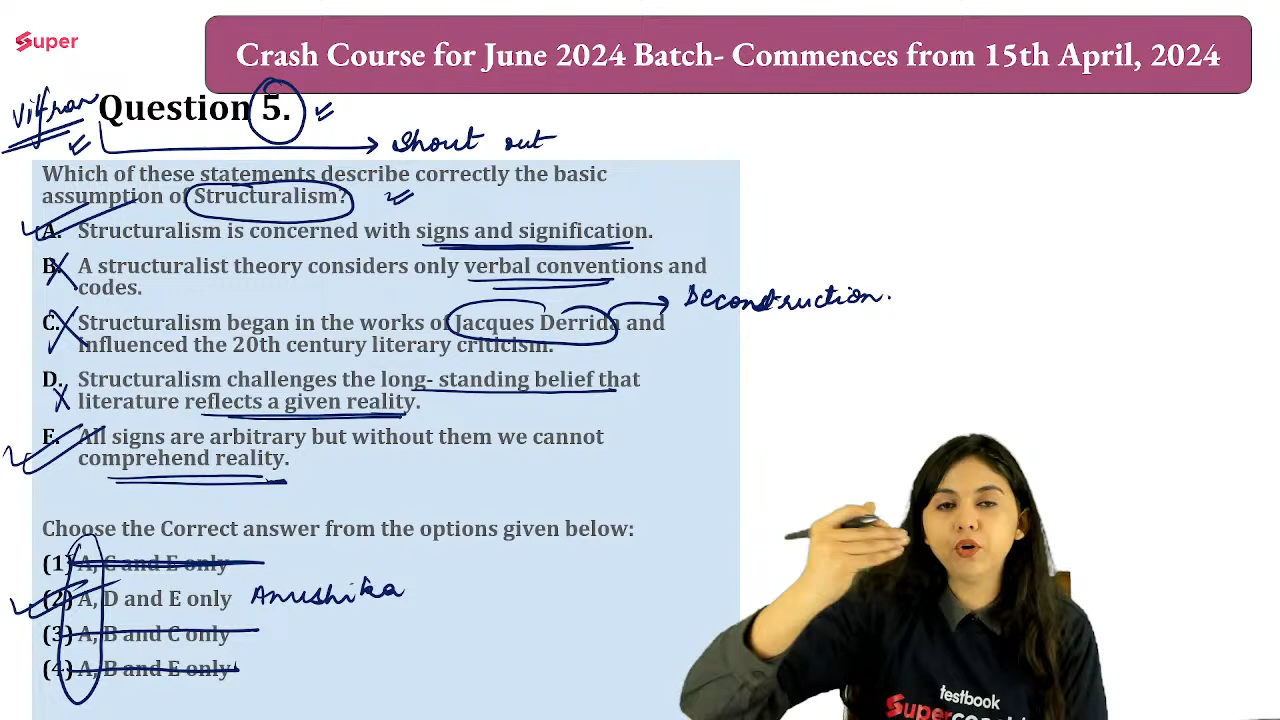 Super
Crash Course for June 2024 Batch- Commences from 15th April, 2024
Question 5.
Shout out
Which of these statements describe correctly the basic
assumption of Structuralism?
A. Structuralism is concerned with signs and signification.
B. A structuralist theory considers only verbal conventions and
codes.
C. Structuralism began in the works of Jacques Derrida and
influenced the 20th century literary criticism.
Deconstruction.
D. Structuralism challenges the long- standing belief that
literature reflects a given reality.
E. All signs are arbitrary but without them we cannot
comprehend reality.
Choose the Correct answer from the options given below:
(1) A, C and E only
(2) A, D and E only Anushika
(3) A, B and C only
(4) A, B and E only
testbook